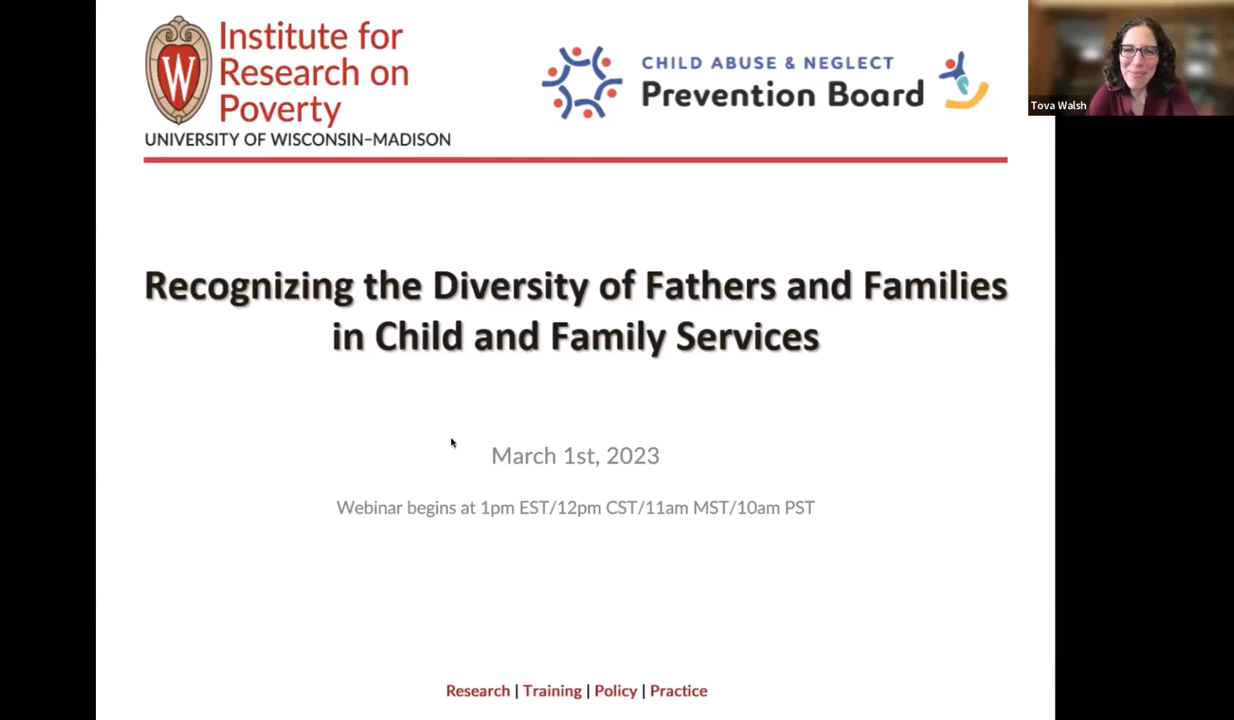 Institute for
Research on
Poverty
UNIVERSITY OF WISCONSIN–MADISON
W
CHILD ABUSE & NEGLECT
Prevention Board
Tova Walsh
Recognizing the Diversity of Fathers and Families
in Child and Family Services
March 1st, 2023
Webinar begins at 1pm EST/12pm CST/11am MST/10am PST
Research | Training | Policy | Practice